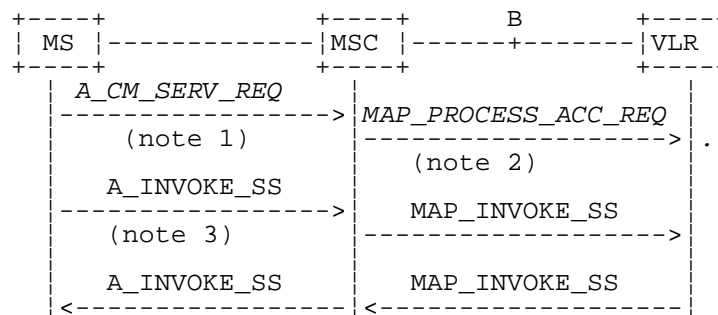 +----+ +----+ B +-----
| MS |-------------|MSC |------+-------|VLR
+----+ +----+ +-----
| A_CM_SERV_REQ | |
|----------------->|MAP_PROCESS_ACC_REQ |
| (note 1) |------------------->|.
| | (note 2) |
| A_INVOKE_SS | |
|----------------->| MAP_INVOKE_SS |
| (note 3) |------------------->|
| A_INVOKE_SS | MAP_INVOKE_SS |
|<-----------------|<--------------------|